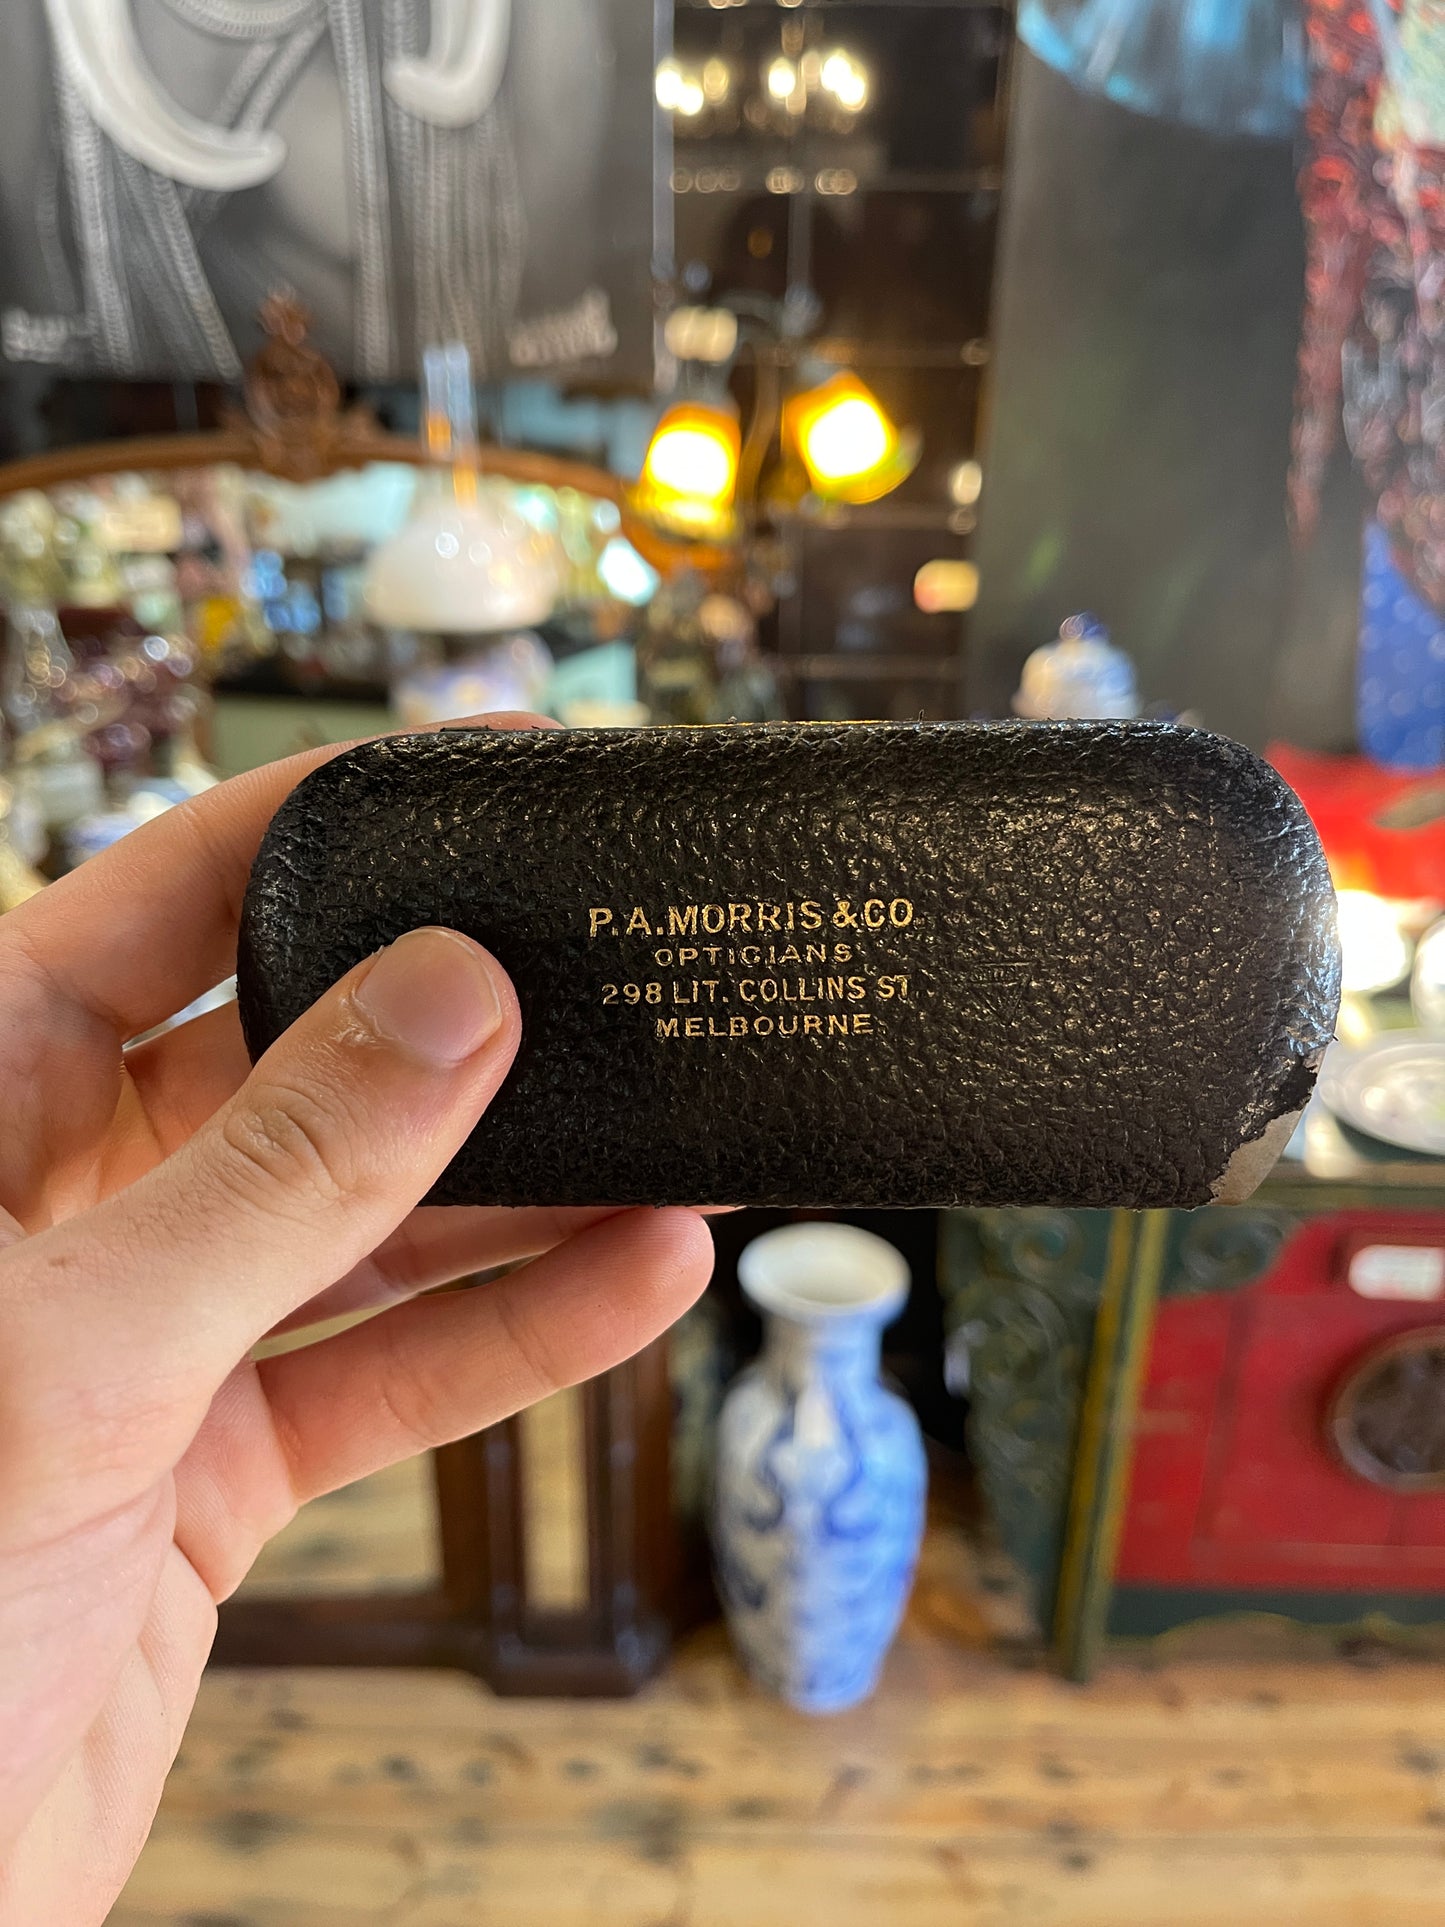 P.A.MORRIS & CO
OPTICIANS
298 LIT. COLLINS ST.
MELBOURNE